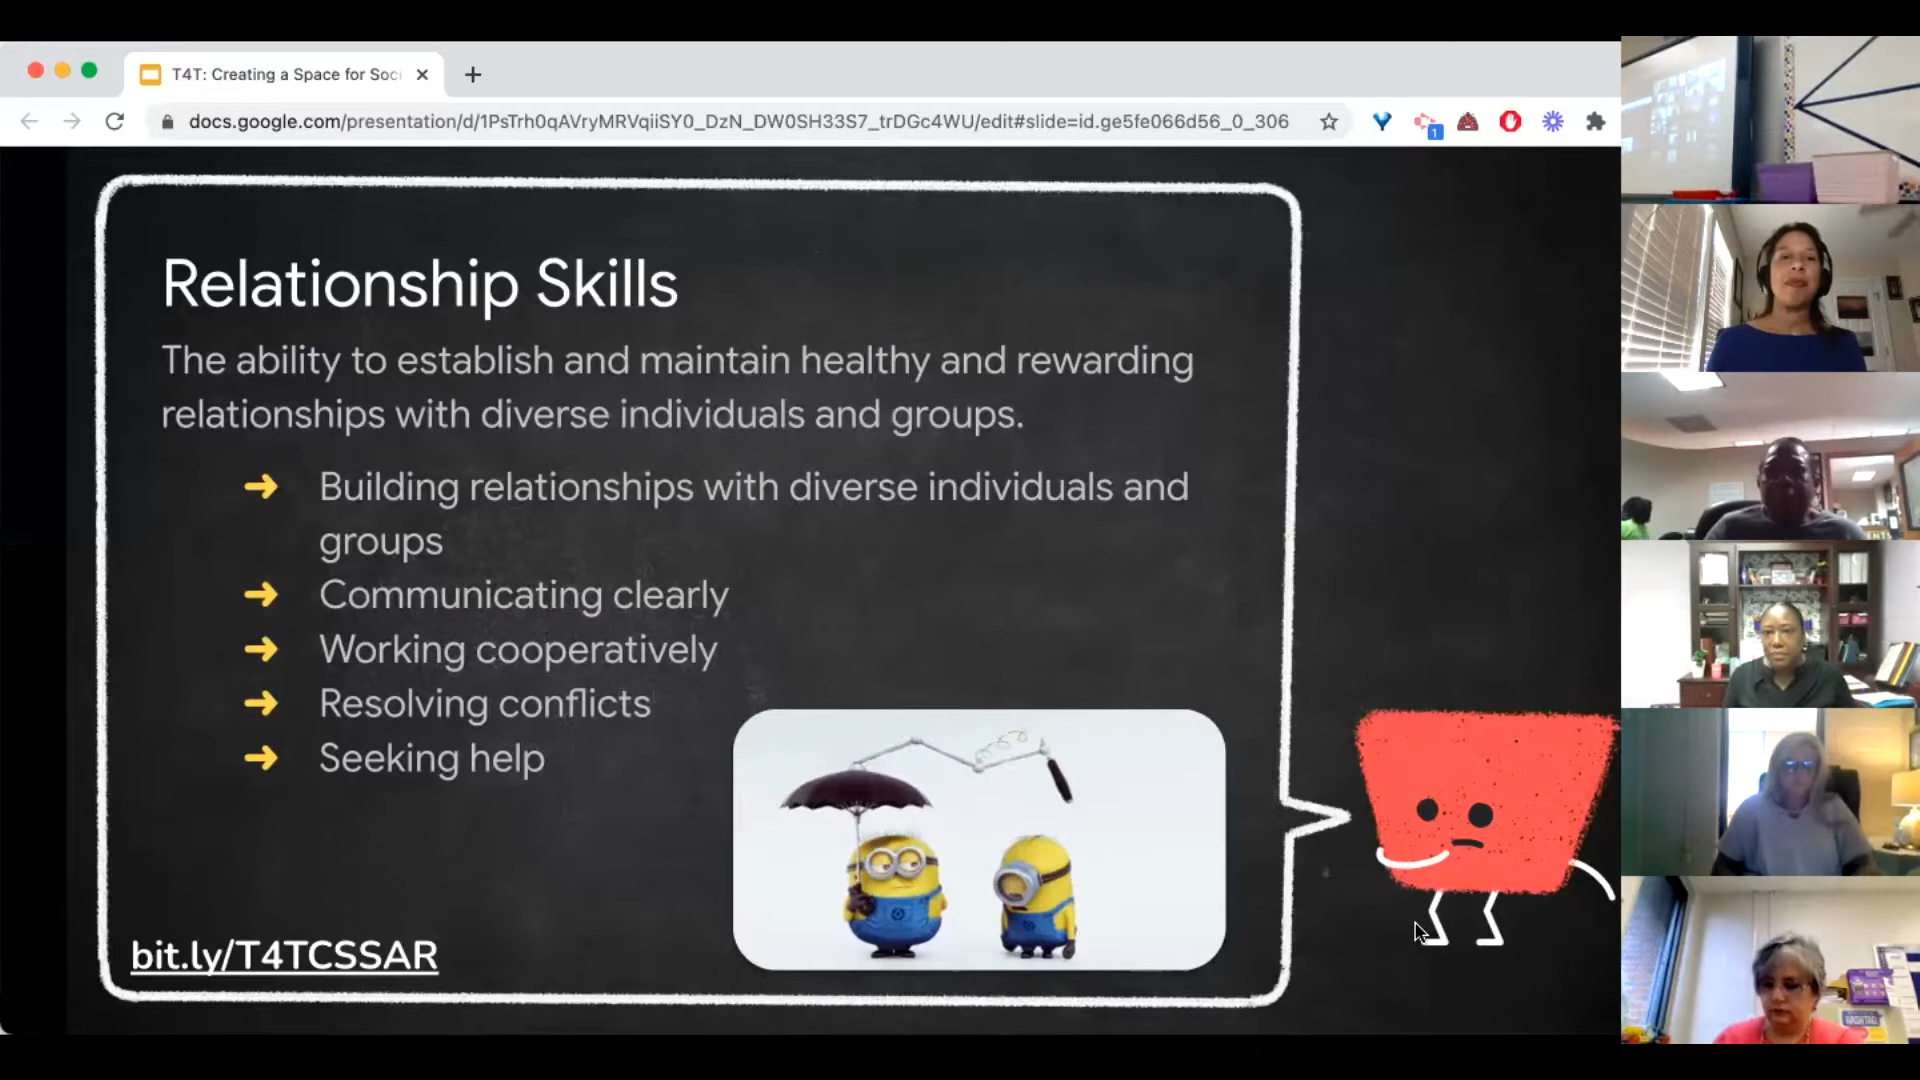 T4T: Creating a Space for Soci
docs.google.com/presentation/d/1PsTrh0qAVryMRVqiiSY0_DzN_DW0SH33S7_trDGc4WU/edit#slide=id.ge5fe066d56_0_306
1
Relationship Skills
The ability to establish and maintain healthy and rewarding
relationships with diverse individuals and groups.
Building relationships with diverse individuals and
groups
Communicating clearly
Working cooperatively
Resolving conflicts
Seeking help
bit.ly/T4TCSSAR